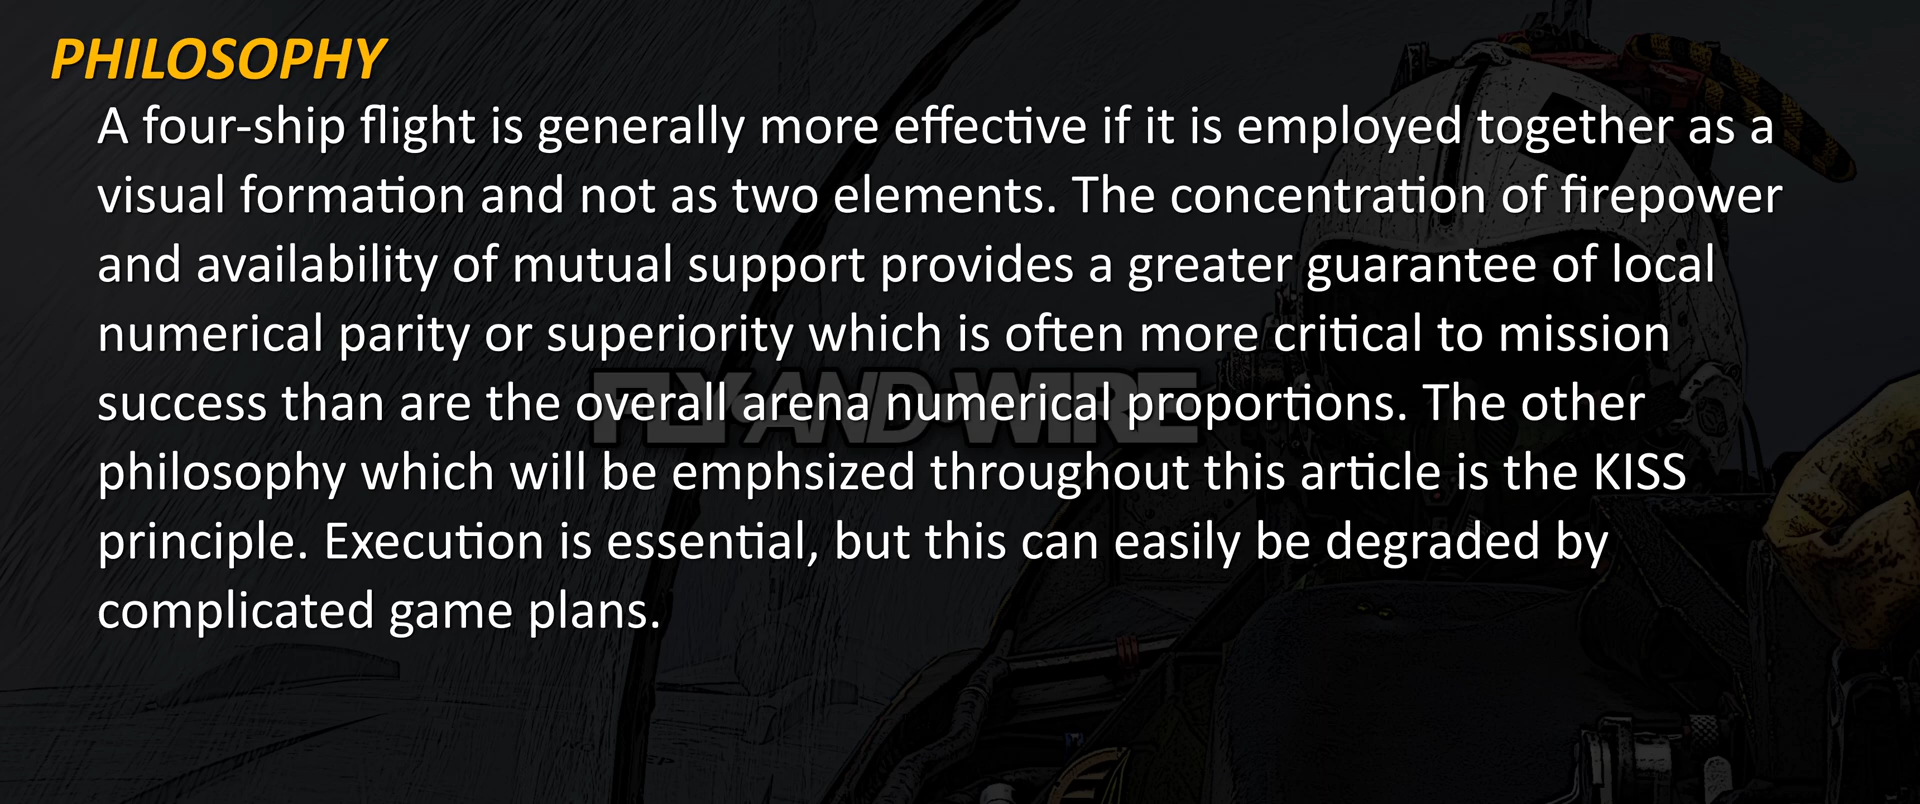 PHILOSOPHY
A four-ship flight is generally more effective if it is employed together as a
visual formation and not as two elements. The concentration of firepower
and availability of mutual support provides a greater guarantee of local
numerical parity or superiority which is often more critical to mission
success than are the overall arena numerical proportions. The other
philosophy which will be emphsized throughout this article is the KISS
principle. Execution is essential, but this can easily be degraded by
complicated game plans.
FLY·AND·WIRE